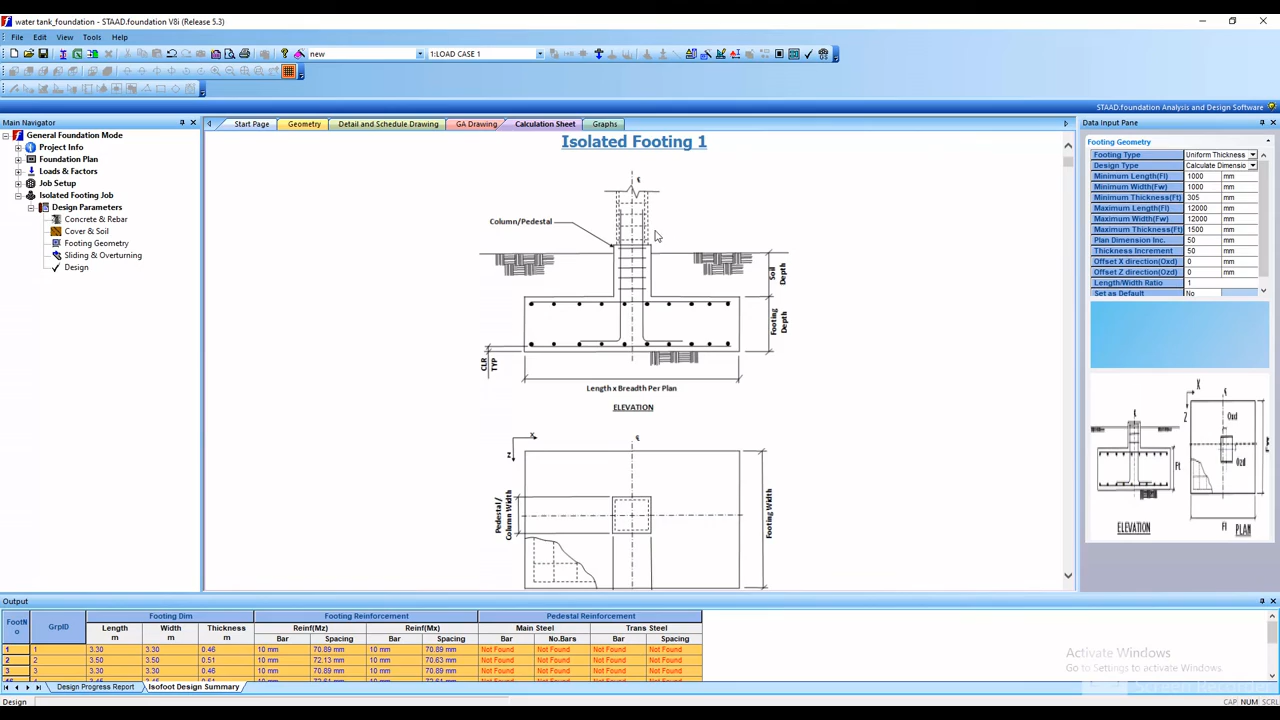 water tank_foundation - STAAD.foundation V8i (Release 5.3)
File Edit View Tools Help
new 1:LOAD CASE 1
STAAD.foundation Analysis and Design Software
Main Navigator
General Foundation Mode
Project Info
Foundation Plan
Loads & Factors
Job Setup
Isolated Footing Job
Design Parameters
Concrete & Rebar
Cover & Soil
Footing Geometry
Sliding & Overturning
Design
Start Page Geometry Detail and Schedule Drawing GA Drawing Calculation Sheet Graphs
Isolated Footing 1
Column/Pedestal
Soil Depth
Footing Depth
CLR TYP
Length x Breadth Per Plan
ELEVATION
X
Z
Pedestal/ Column Width
Footing Width
Data Input Pane
Footing Geometry
Footing Type Uniform Thickness
Design Type Calculate Dimensio
Minimum Length(Fl) 1000 mm
Minimum Width(Fw) 1000 mm
Minimum Thickness(Ft) 305 mm
Maximum Length(Fl) 12000 mm
Maximum Width(Fw) 12000 mm
Maximum Thickness(Ft) 1500 mm
Plan Dimension Inc. 50 mm
Thickness Increment 50 mm
Offset X direction(Oxd) 0 mm
Offset Z direction(Ozd) 0 mm
Length/Width Ratio 1
Set as Default No
X
Z
Oxd
Ozd
Ft
Fw
ELEVATION
Fl
PLAN
Output
FootN o GrpID Footing Dim Footing Reinforcement Pedestal Reinforcement
Length m Width m Thickness m Reinf(Mz) Reinf(Mx) Main Steel Trans Steel
Bar Spacing Bar Spacing Bar No.Bars Bar Spacing
1 1 3.30 3.30 0.46 10 mm 70.89 mm 10 mm 70.89 mm Not Found Not Found Not Found Not Found
2 2 3.50 3.50 0.51 10 mm 72.13 mm 10 mm 70.63 mm Not Found Not Found Not Found Not Found
3 3 3.30 3.30 0.46 10 mm 70.89 mm 10 mm 70.89 mm Not Found Not Found Not Found Not Found
Design Progress Report Isofoot Design Summary
Activate Windows
Go to Settings to activate Windows.
Screen Recorder
Design CAP NUM SCRL